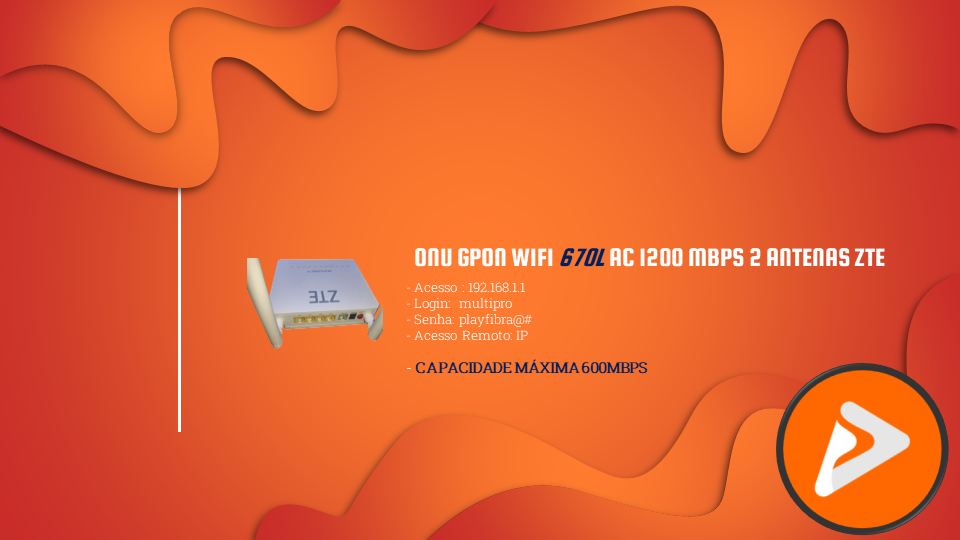 ONU GPON WIFI 670L AC 1200 MBPS 2 ANTENAS ZTE
- Acesso : 192.168.1.1
- Login: multipro
- Senha: playfibra@#
- Acesso Remoto: IP
- CAPACIDADE MÁXIMA 600MBPS
ZTE